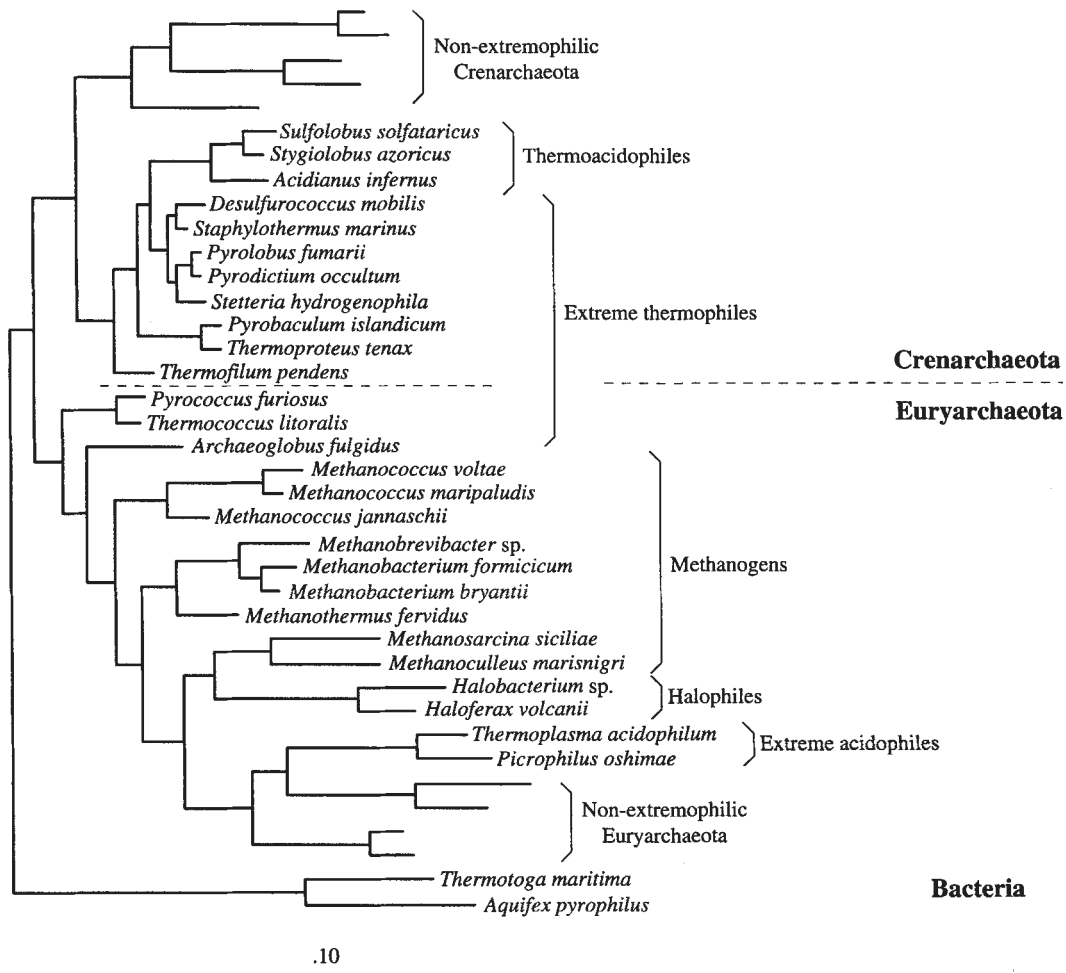 Non-extremophilic
Crenarchaeota
Sulfolobus solfataricus
Stygiolobus azoricus
Thermoacidophiles
Acidianus infernus
Desulfurococcus mobilis
Staphylothermus marinus
Pyrolobus fumarii
Pyrodictium occultum
Stetteria hydrogenophila
Extreme thermophiles
Pyrobaculum islandicum
Thermoproteus tenax
Crenarchaeota
Thermofilum pendens
Pyrococcus furiosus
Euryarchaeota
Thermococcus litoralis
Archaeoglobus fulgidus
Methanococcus voltae
Methanococcus maripaludis
Methanococcus jannaschii
Methanobrevibacter sp.
Methanobacterium formicicum
Methanogens
Methanobacterium bryantii
Methanothermus fervidus
Methanosarcina siciliae
Methanoculleus marisnigri
Halobacterium sp.
Halophiles
Haloferax volcanii
Thermoplasma acidophilum
Extreme acidophiles
Picrophilus oshimae
Non-extremophilic
Euryarchaeota
Thermotoga maritima
Bacteria
Aquifex pyrophilus
.10